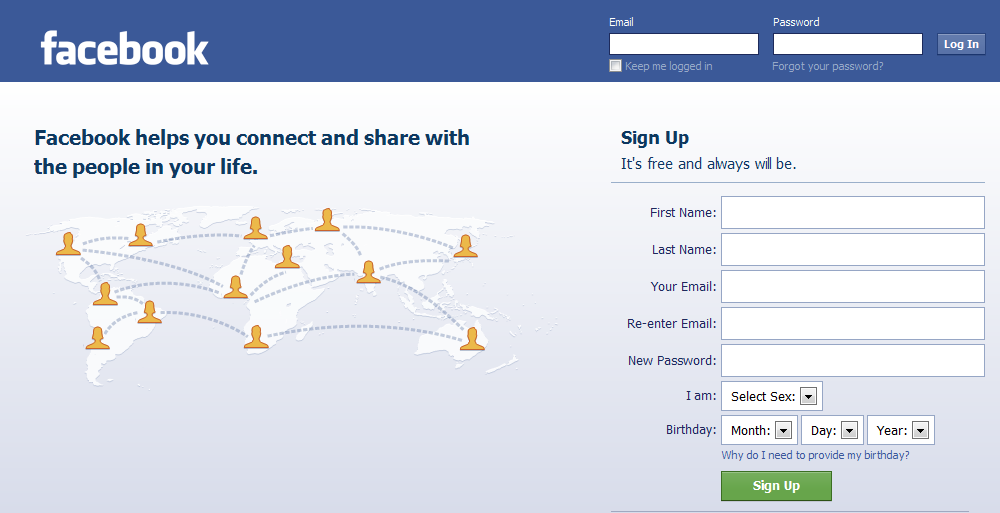 facebook
Email
Password
Log In
Keep me logged in
Forgot your password?
Facebook helps you connect and share with
the people in your life.
Sign Up
It's free and always will be.
First Name:
Last Name:
Your Email:
Re-enter Email:
New Password:
I am: Select Sex:
Birthday: Month: Day: Year:
Why do I need to provide my birthday?
Sign Up